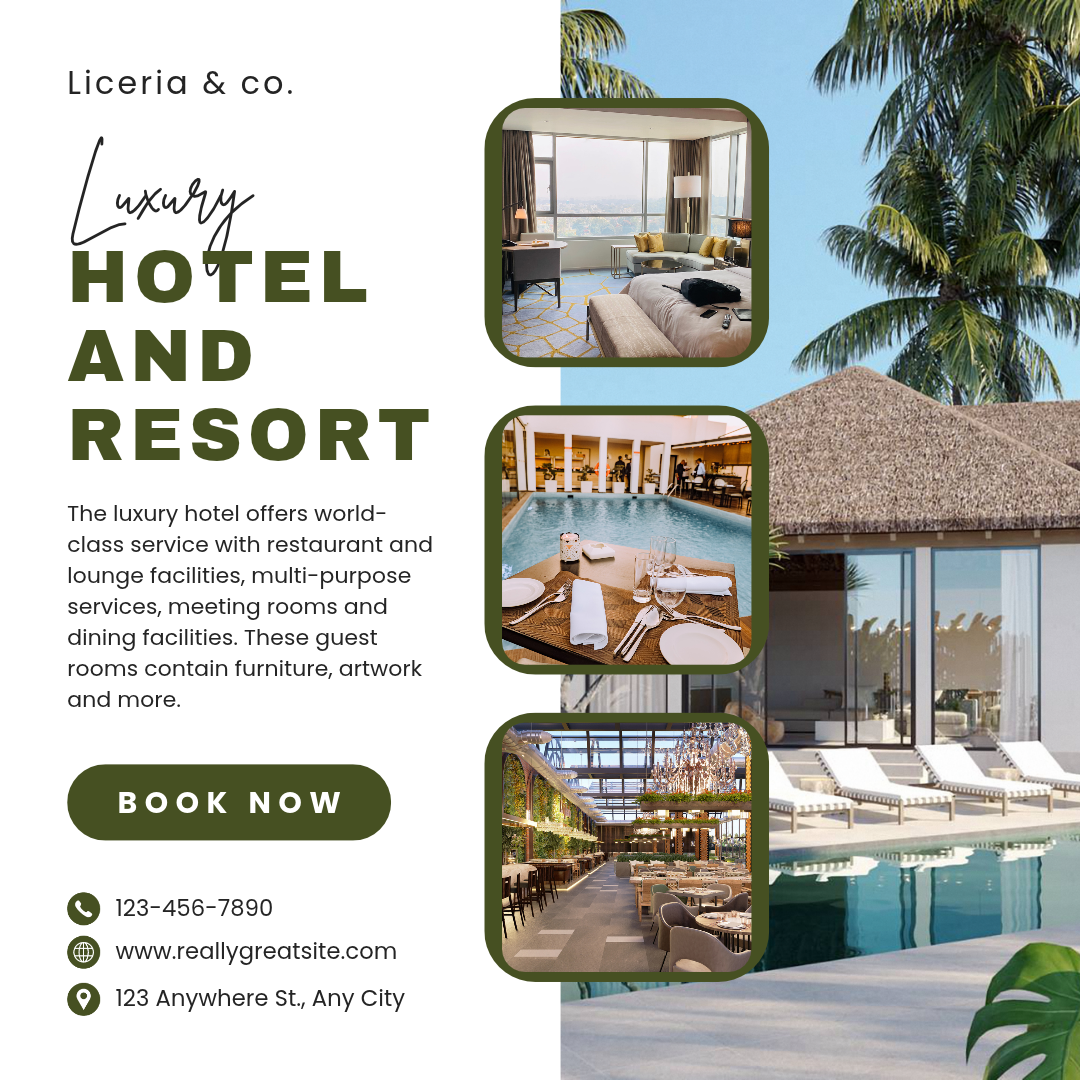 Liceria & co.
Luxury
HOTEL
AND
RESORT
The luxury hotel offers world-
class service with restaurant and
lounge facilities, multi-purpose
services, meeting rooms and
dining facilities. These guest
rooms contain furniture, artwork
and more.
BOOK NOW
123-456-7890
www.reallygreatsite.com
123 Anywhere St., Any City